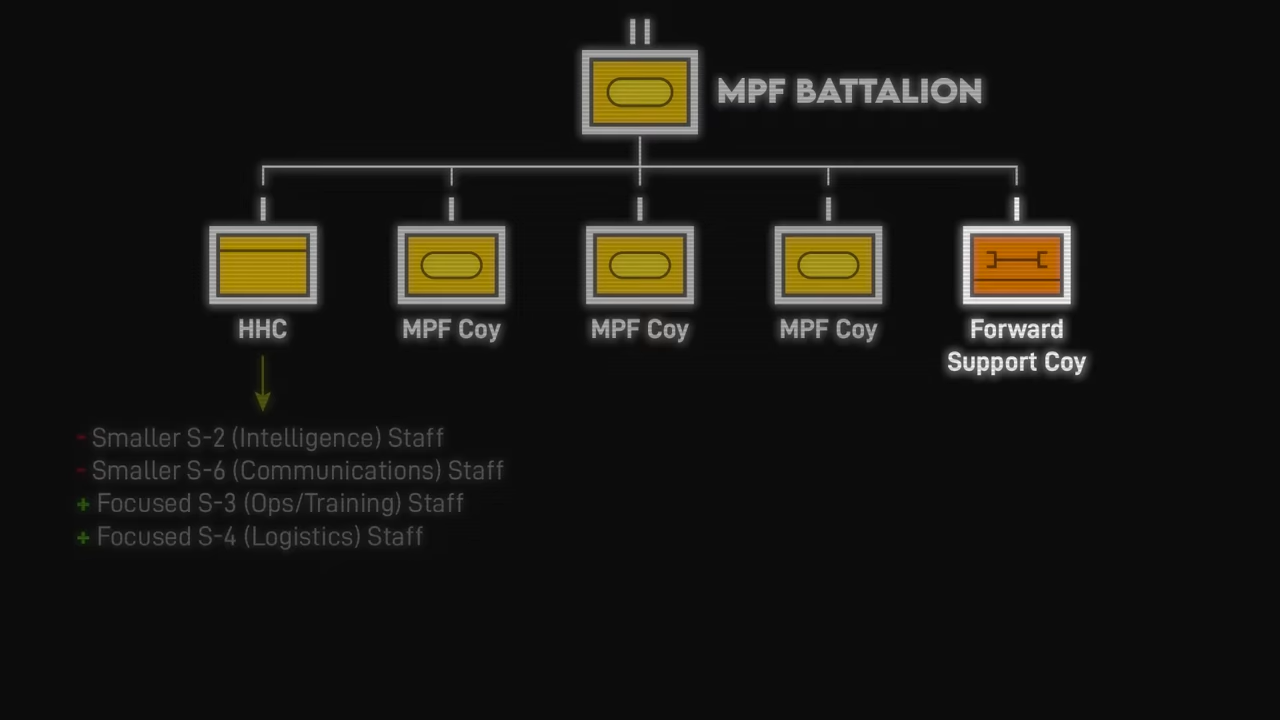 MPF BATTALION
HHC
MPF Coy
MPF Coy
MPF Coy
Forward
Support Coy
- Smaller S-2 (Intelligence) Staff
- Smaller S-6 (Communications) Staff
+ Focused S-3 (Ops/Training) Staff
+ Focused S-4 (Logistics) Staff